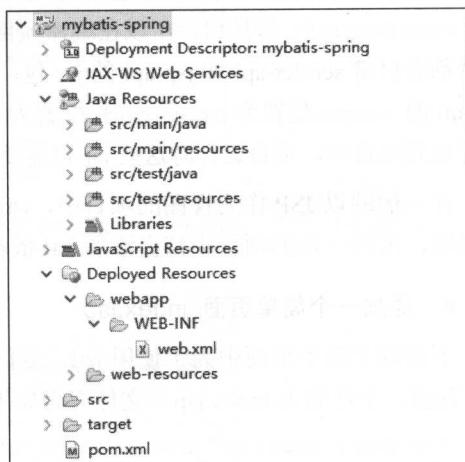 mybatis-spring
3.0 Deployment Descriptor: mybatis-spring
JAX-WS Web Services
Java Resources
src/main/java
src/main/resources
src/test/java
src/test/resources
Libraries
JavaScript Resources
Deployed Resources
webapp
WEB-INF
web.xml
web-resources
src
target
pom.xml